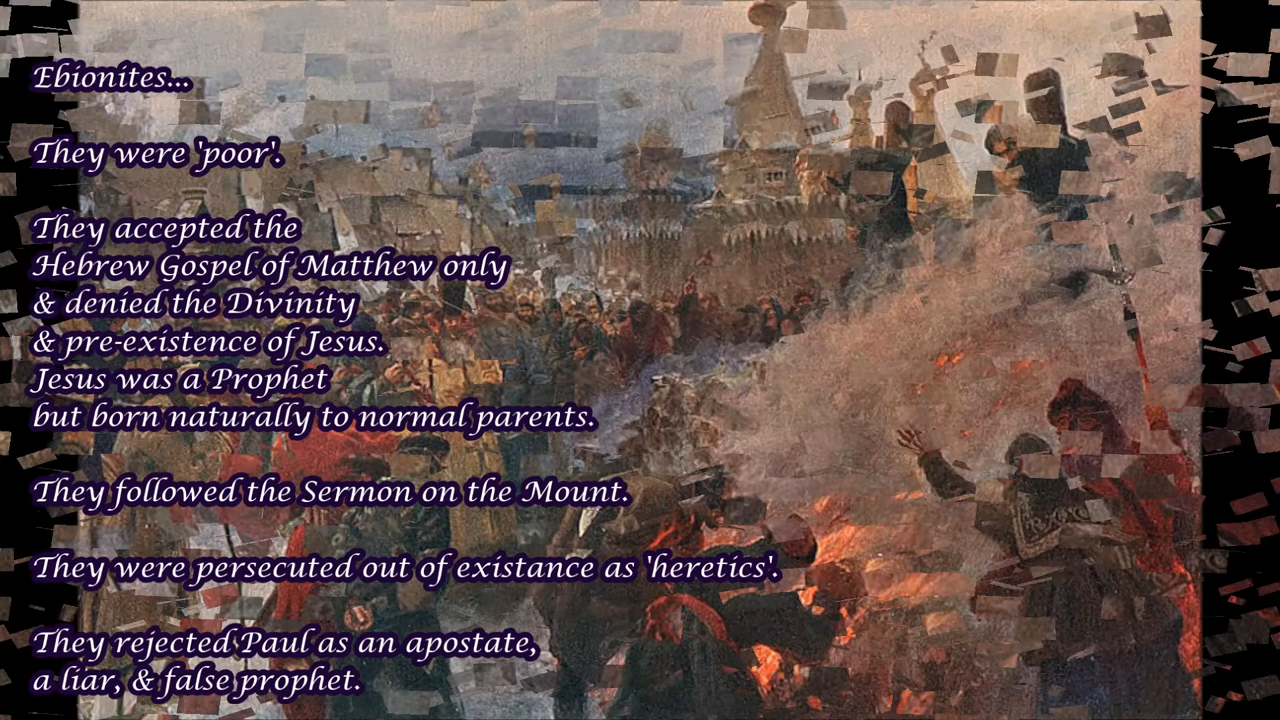 Ebionites...
They were 'poor'.
They accepted the
Hebrew Gospel of Matthew only
& denied the Divinity
& pre-existence of Jesus.
Jesus was a Prophet
but born naturally to normal parents.
They followed the Sermon on the Mount.
They were persecuted out of existance as 'heretics'.
They rejected Paul as an apostate,
a liar, & false prophet.